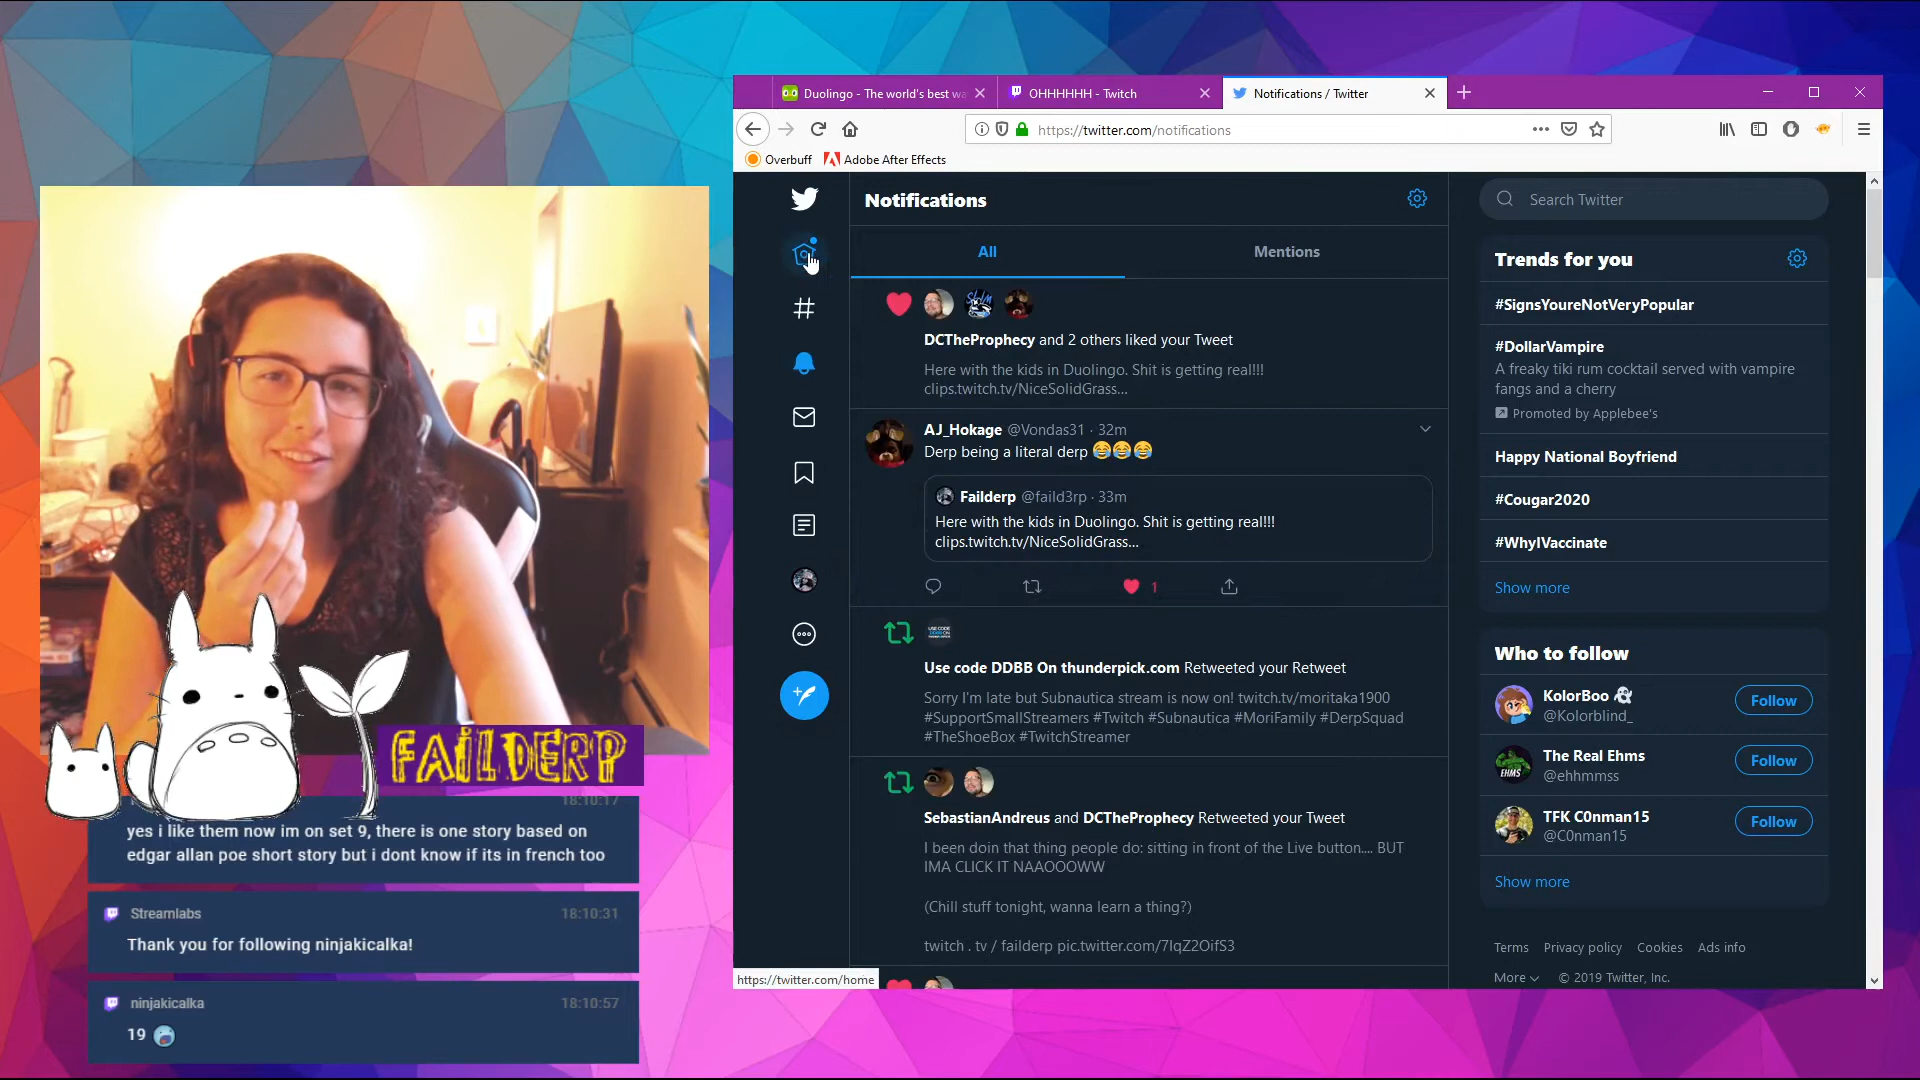 Duolingo - The world's best wa
OHHHHHH - Twitch
Notifications / Twitter
https://twitter.com/notifications
Overbuff
Adobe After Effects
Notifications
All
Mentions
DCTheProphecy and 2 others liked your Tweet
Here with the kids in Duolingo. Shit is getting real!!!
clips.twitch.tv/NiceSolidGrass...
AJ_Hokage @Vondas31 · 32m
Derp being a literal derp 😂😂😂
Failderp @faild3rp · 33m
Here with the kids in Duolingo. Shit is getting real!!!
clips.twitch.tv/NiceSolidGrass...
1
Use code DDBB On thunderpick.com Retweeted your Retweet
Sorry I'm late but Subnautica stream is now on! twitch.tv/moritaka1900
#SupportSmallStreamers #Twitch #Subnautica #MoriFamily #DerpSquad
#TheShoeBox #TwitchStreamer
SebastianAndreus and DCTheProphecy Retweeted your Tweet
I been doin that thing people do: sitting in front of the Live button.... BUT
IMA CLICK IT NAAOOOWW
(Chill stuff tonight, wanna learn a thing?)
twitch . tv / failderp pic.twitter.com/7IqZ2OifS3
https://twitter.com/home
Search Twitter
Trends for you
#SignsYoureNotVeryPopular
#DollarVampire
A freaky tiki rum cocktail served with vampire
fangs and a cherry
Promoted by Applebee's
Happy National Boyfriend
#Cougar2020
#WhyIVaccinate
Show more
Who to follow
KolorBoo 👻
@Kolorblind_
Follow
The Real Ehms
@ehhmmss
Follow
EHMS
TFK C0nman15
@C0nman15
Follow
Show more
Terms Privacy policy Cookies Ads info
More © 2019 Twitter, Inc.
FAILDERP
18:10:17
yes i like them now im on set 9, there is one story based on
edgar allan poe short story but i dont know if its in french too
Streamlabs 18:10:31
Thank you for following ninjakicalka!
ninjakicalka 18:10:57
19